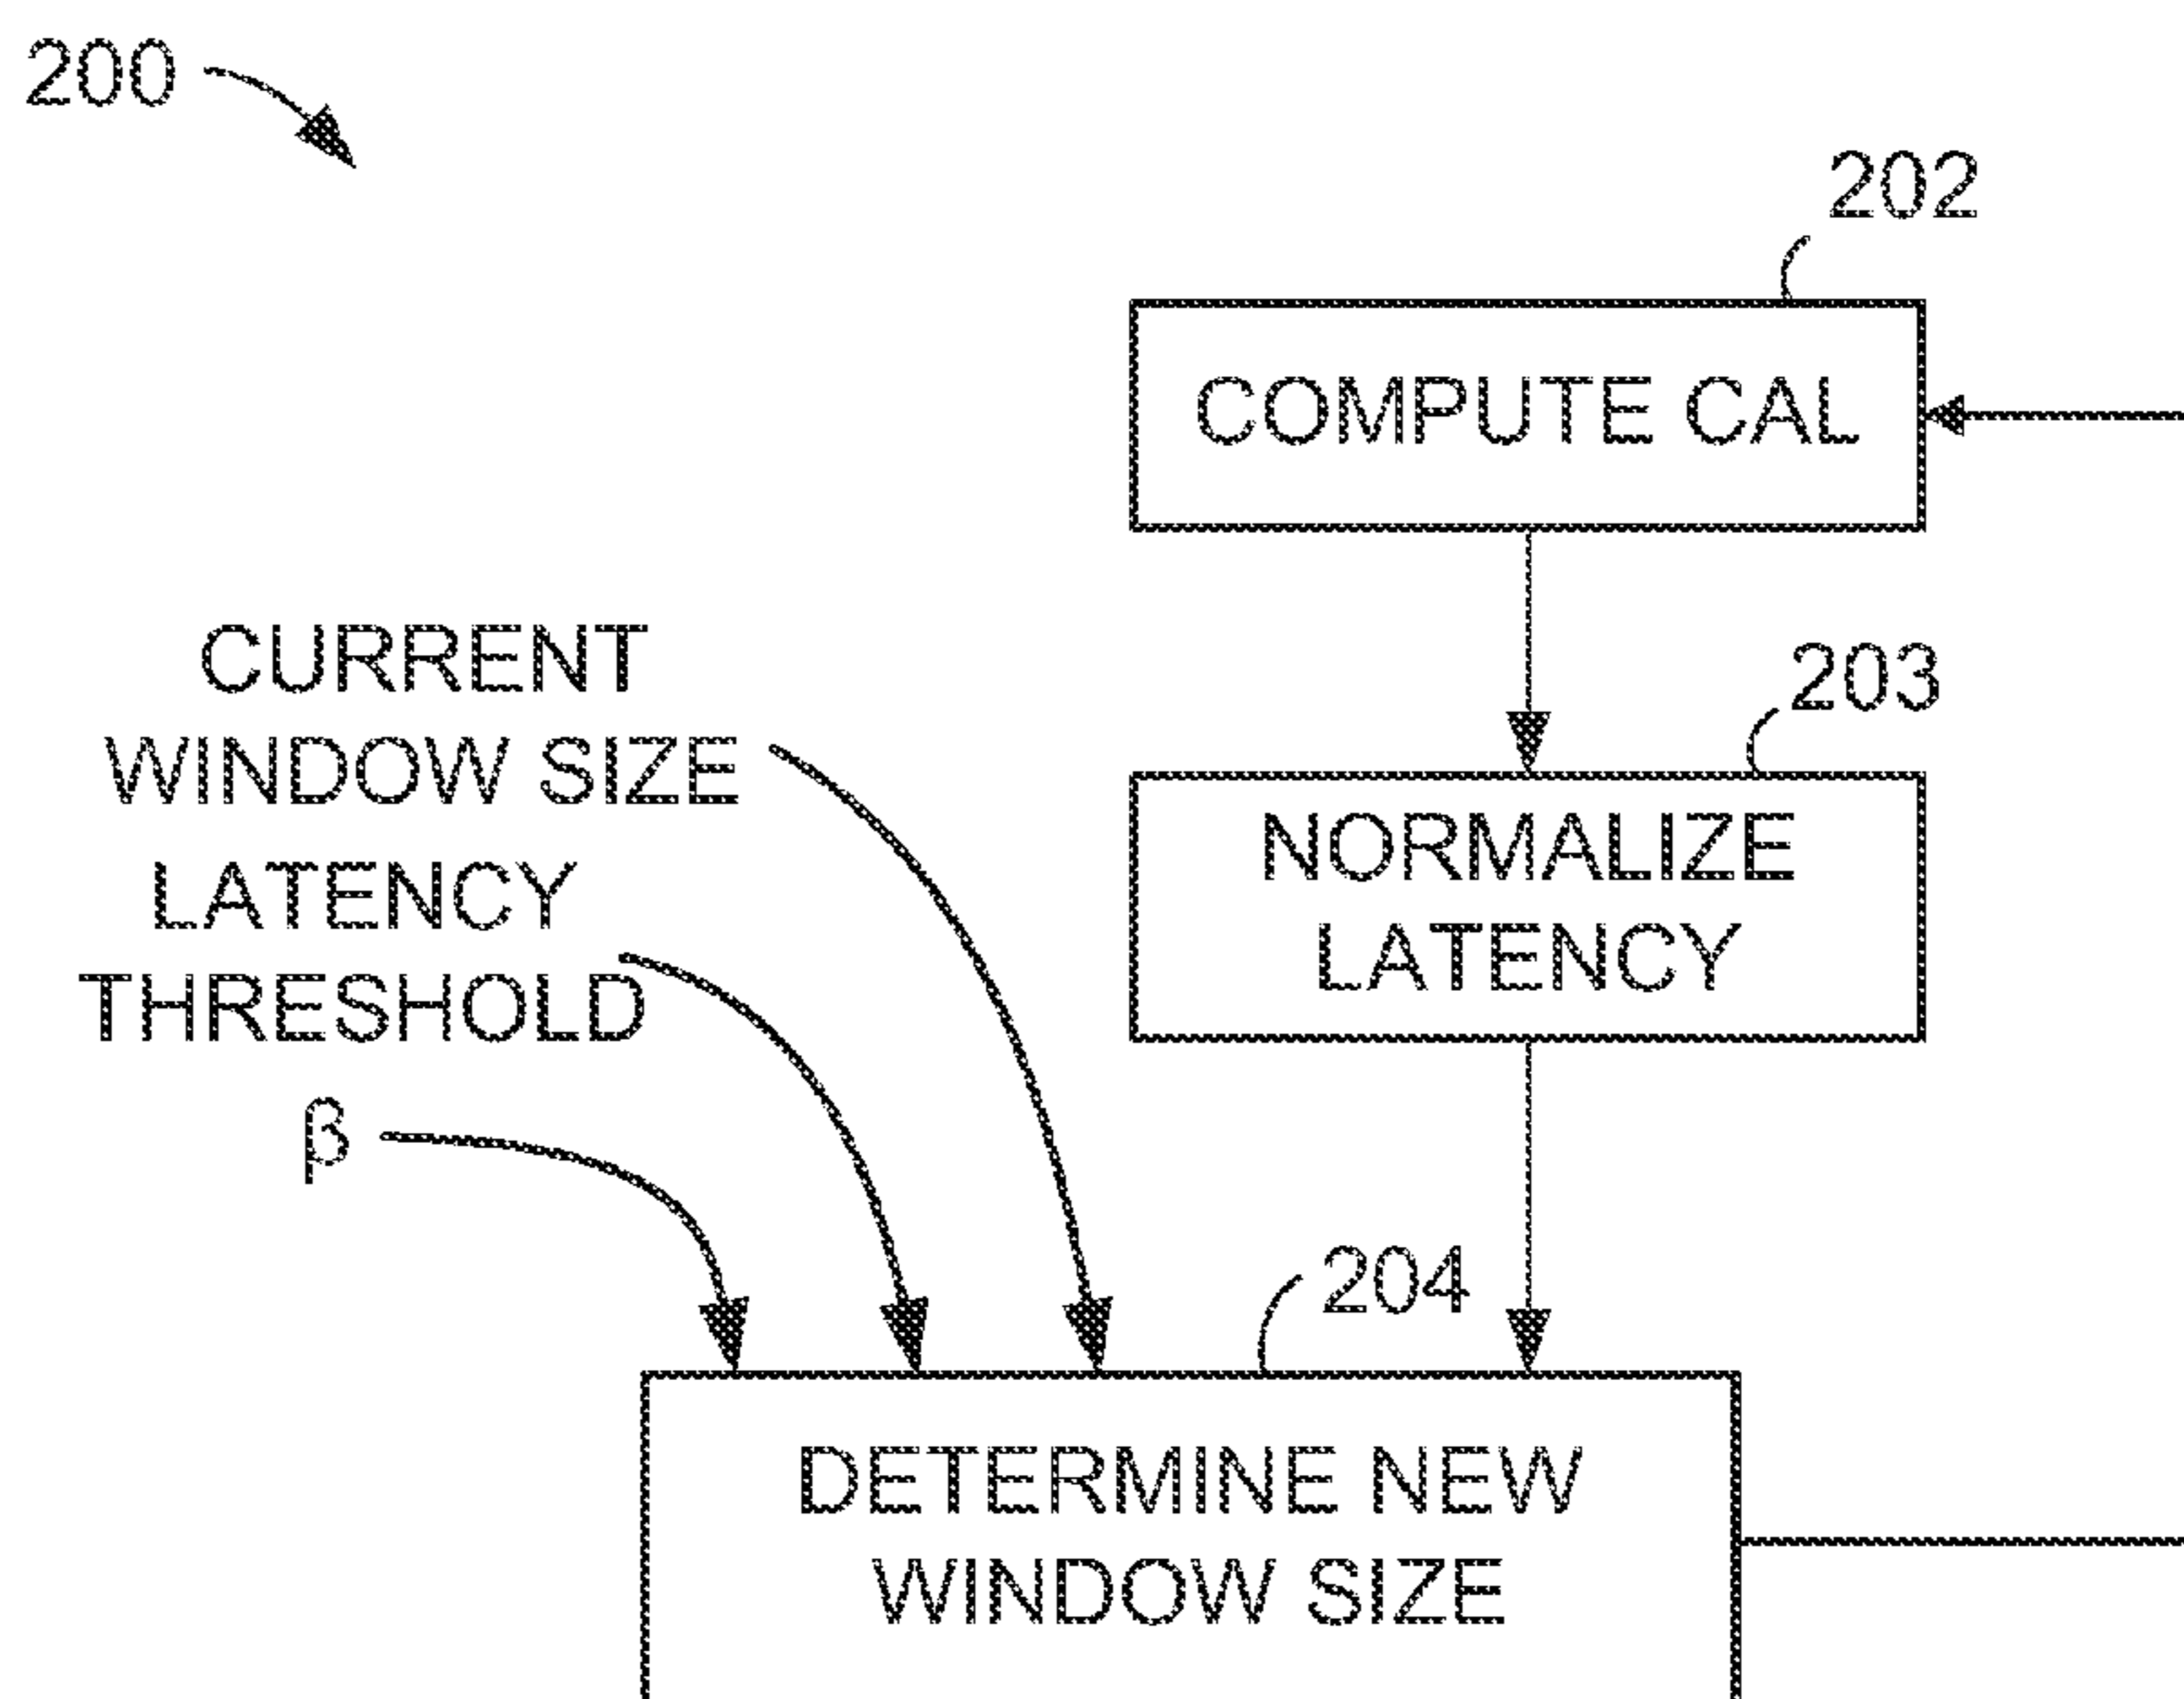 200
202
COMPUTE CAL
203
NORMALIZE
LATENCY
CURRENT
WINDOW SIZE
LATENCY
THRESHOLD
β
204
DETERMINE NEW
WINDOW SIZE